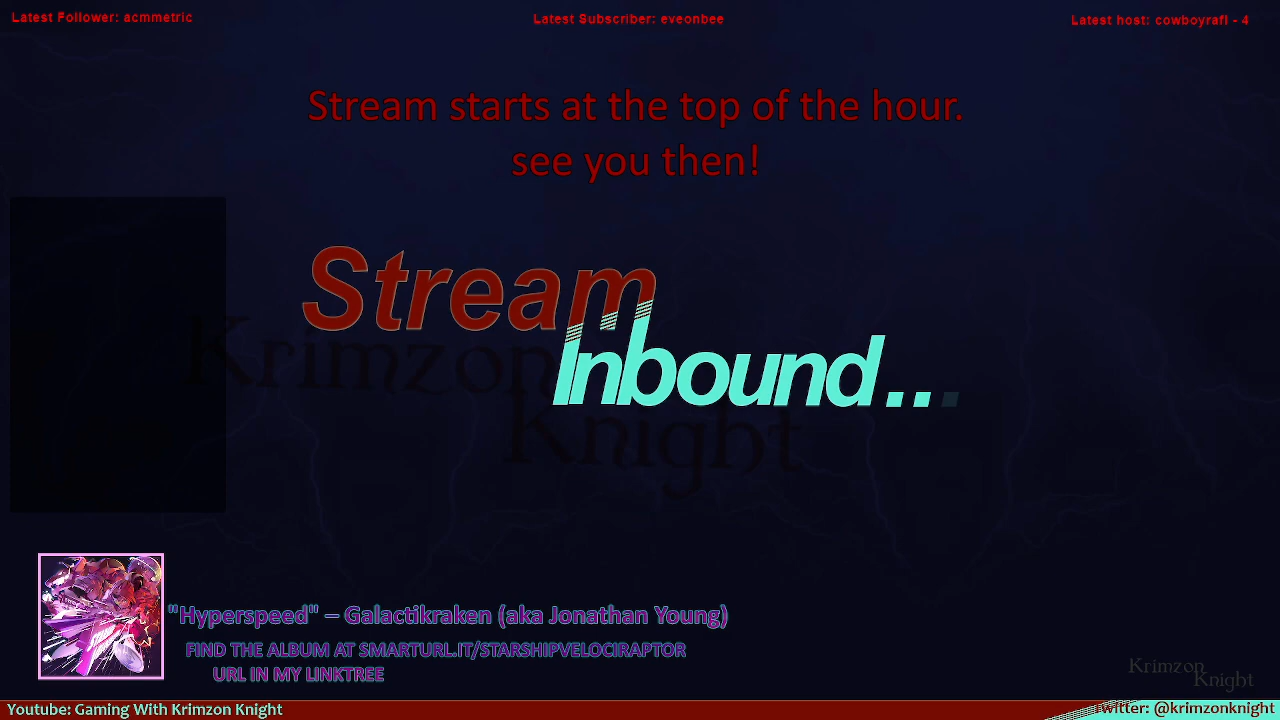 Latest Follower: acmmetric
Latest Subscriber: eveonbee
Latest host: cowboyrafi - 4
Stream starts at the top of the hour.
see you then!
Stream
Inbound...
Krimzon
Knight
"Hyperspeed" – Galactikraken (aka Jonathan Young)
FIND THE ALBUM AT SMARTURL.IT/STARSHIPVELOCIRAPTOR
URL IN MY LINKTREE
Krimzon
Knight
Youtube: Gaming With Krimzon Knight
Twitter: @krimzonknight